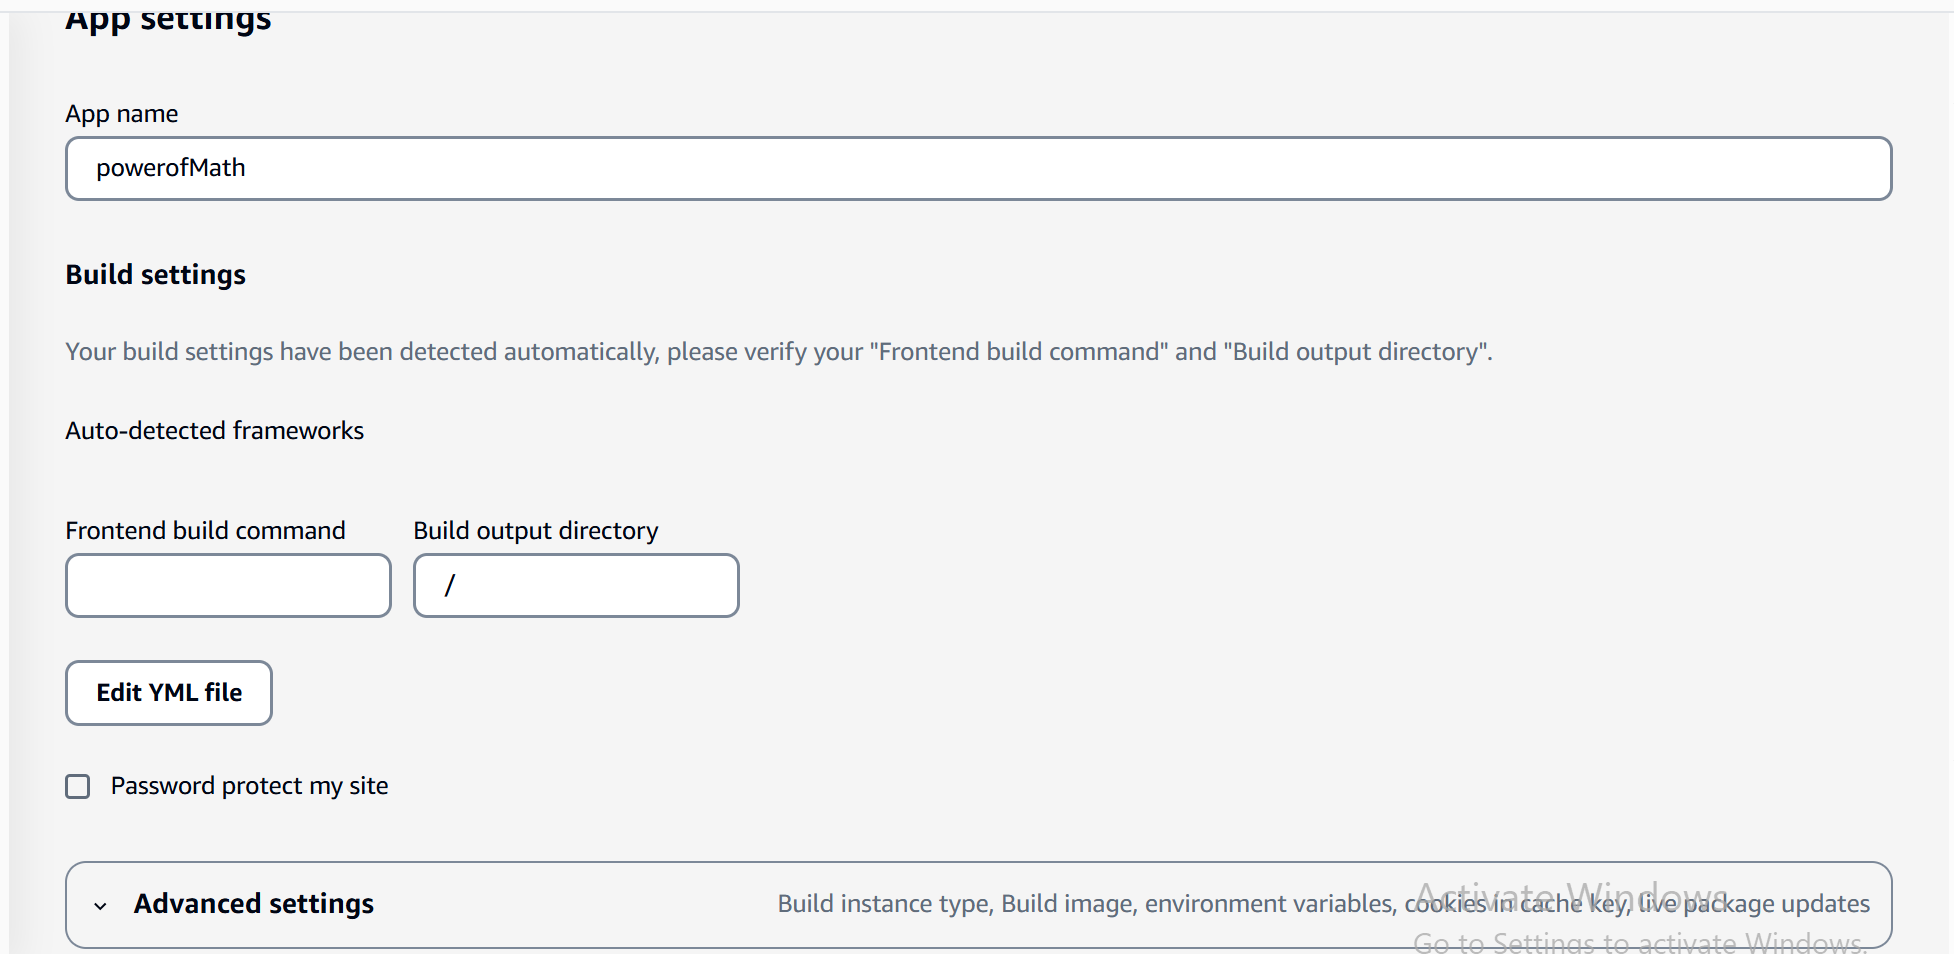 App settings
App name
powerofMath
Build settings
Your build settings have been detected automatically, please verify your "Frontend build command" and "Build output directory".
Auto-detected frameworks
Frontend build command
Build output directory
/
Edit YML file
Password protect my site
Advanced settings
Build instance type, Build image, environment variables, cookies in cache key, live package updates
Activate Windows
Go to Settings to activate Windows.